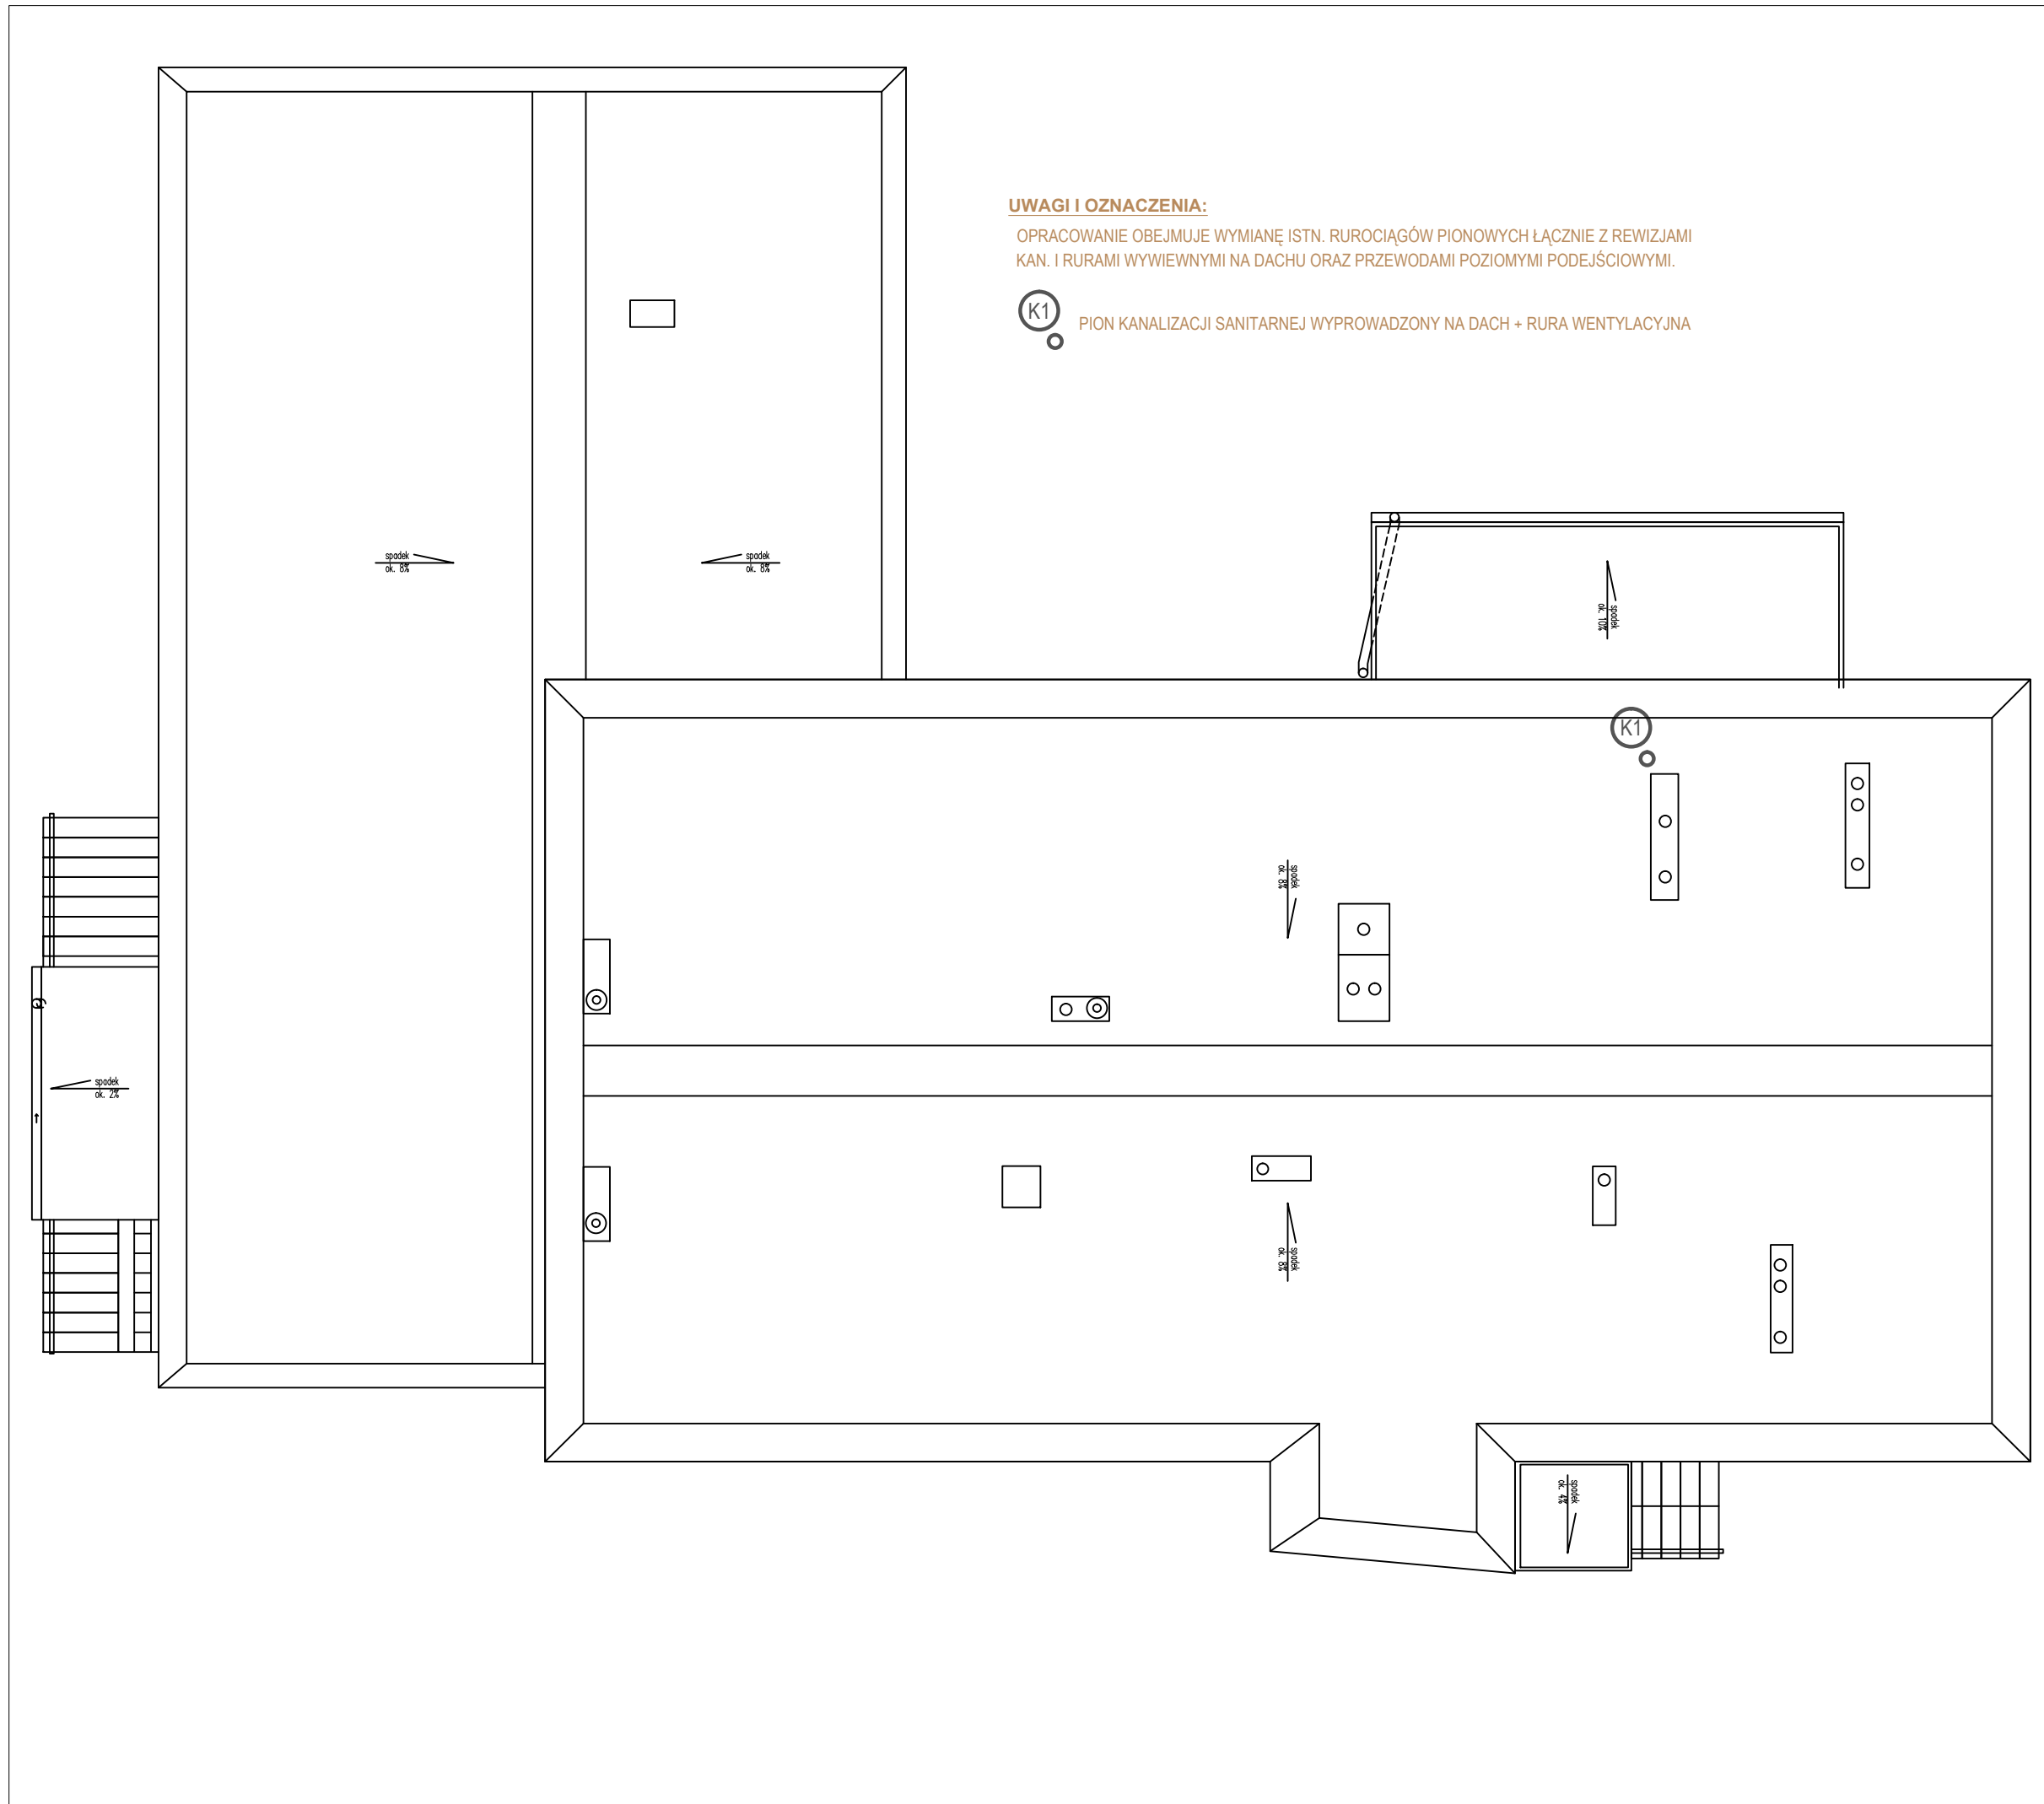 UWAGI I OZNACZENIA:
OPRACOWANIE OBEJMUJE WYMIANĘ ISTN. RUROCIĄGÓW PIONOWYCH ŁĄCZNIE Z REWIZJAMI
KAN. I RURAMI WYWIEWNYMI NA DACHU ORAZ PRZEWODAMI POZIOMYMI PODEJŚCIOWYMI.
K1
PION KANALIZACJI SANITARNEJ WYPROWADZONY NA DACH + RURA WENTYLACYJNA
spadek
ok. 8%
spadek
ok. 8%
spadek
ok. 10%
K1
spadek
ok. 8%
spadek
ok. 2%
spadek
ok. 8%
spadek
ok. 4%